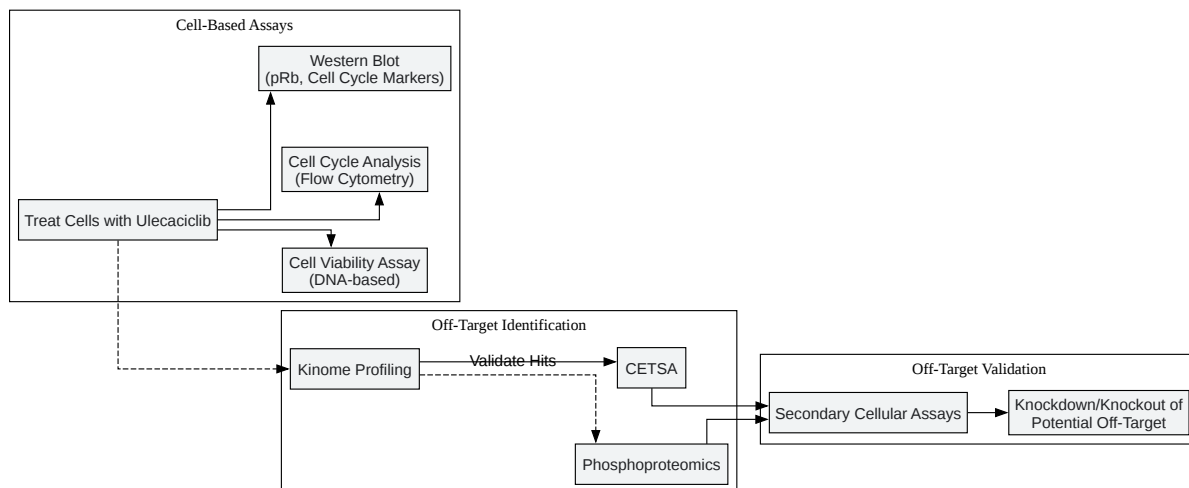 Cell-Based Assays
Western Blot
(pRb, Cell Cycle Markers)
Cell Cycle Analysis
(Flow Cytometry)
Treat Cells with Ulecaciclib
Cell Viability Assay
(DNA-based)
Off-Target Identification
Kinome Profiling
Validate Hits
CETSA
Phosphoproteomics
Off-Target Validation
Secondary Cellular Assays
Knockdown/Knockout of
Potential Off-Target